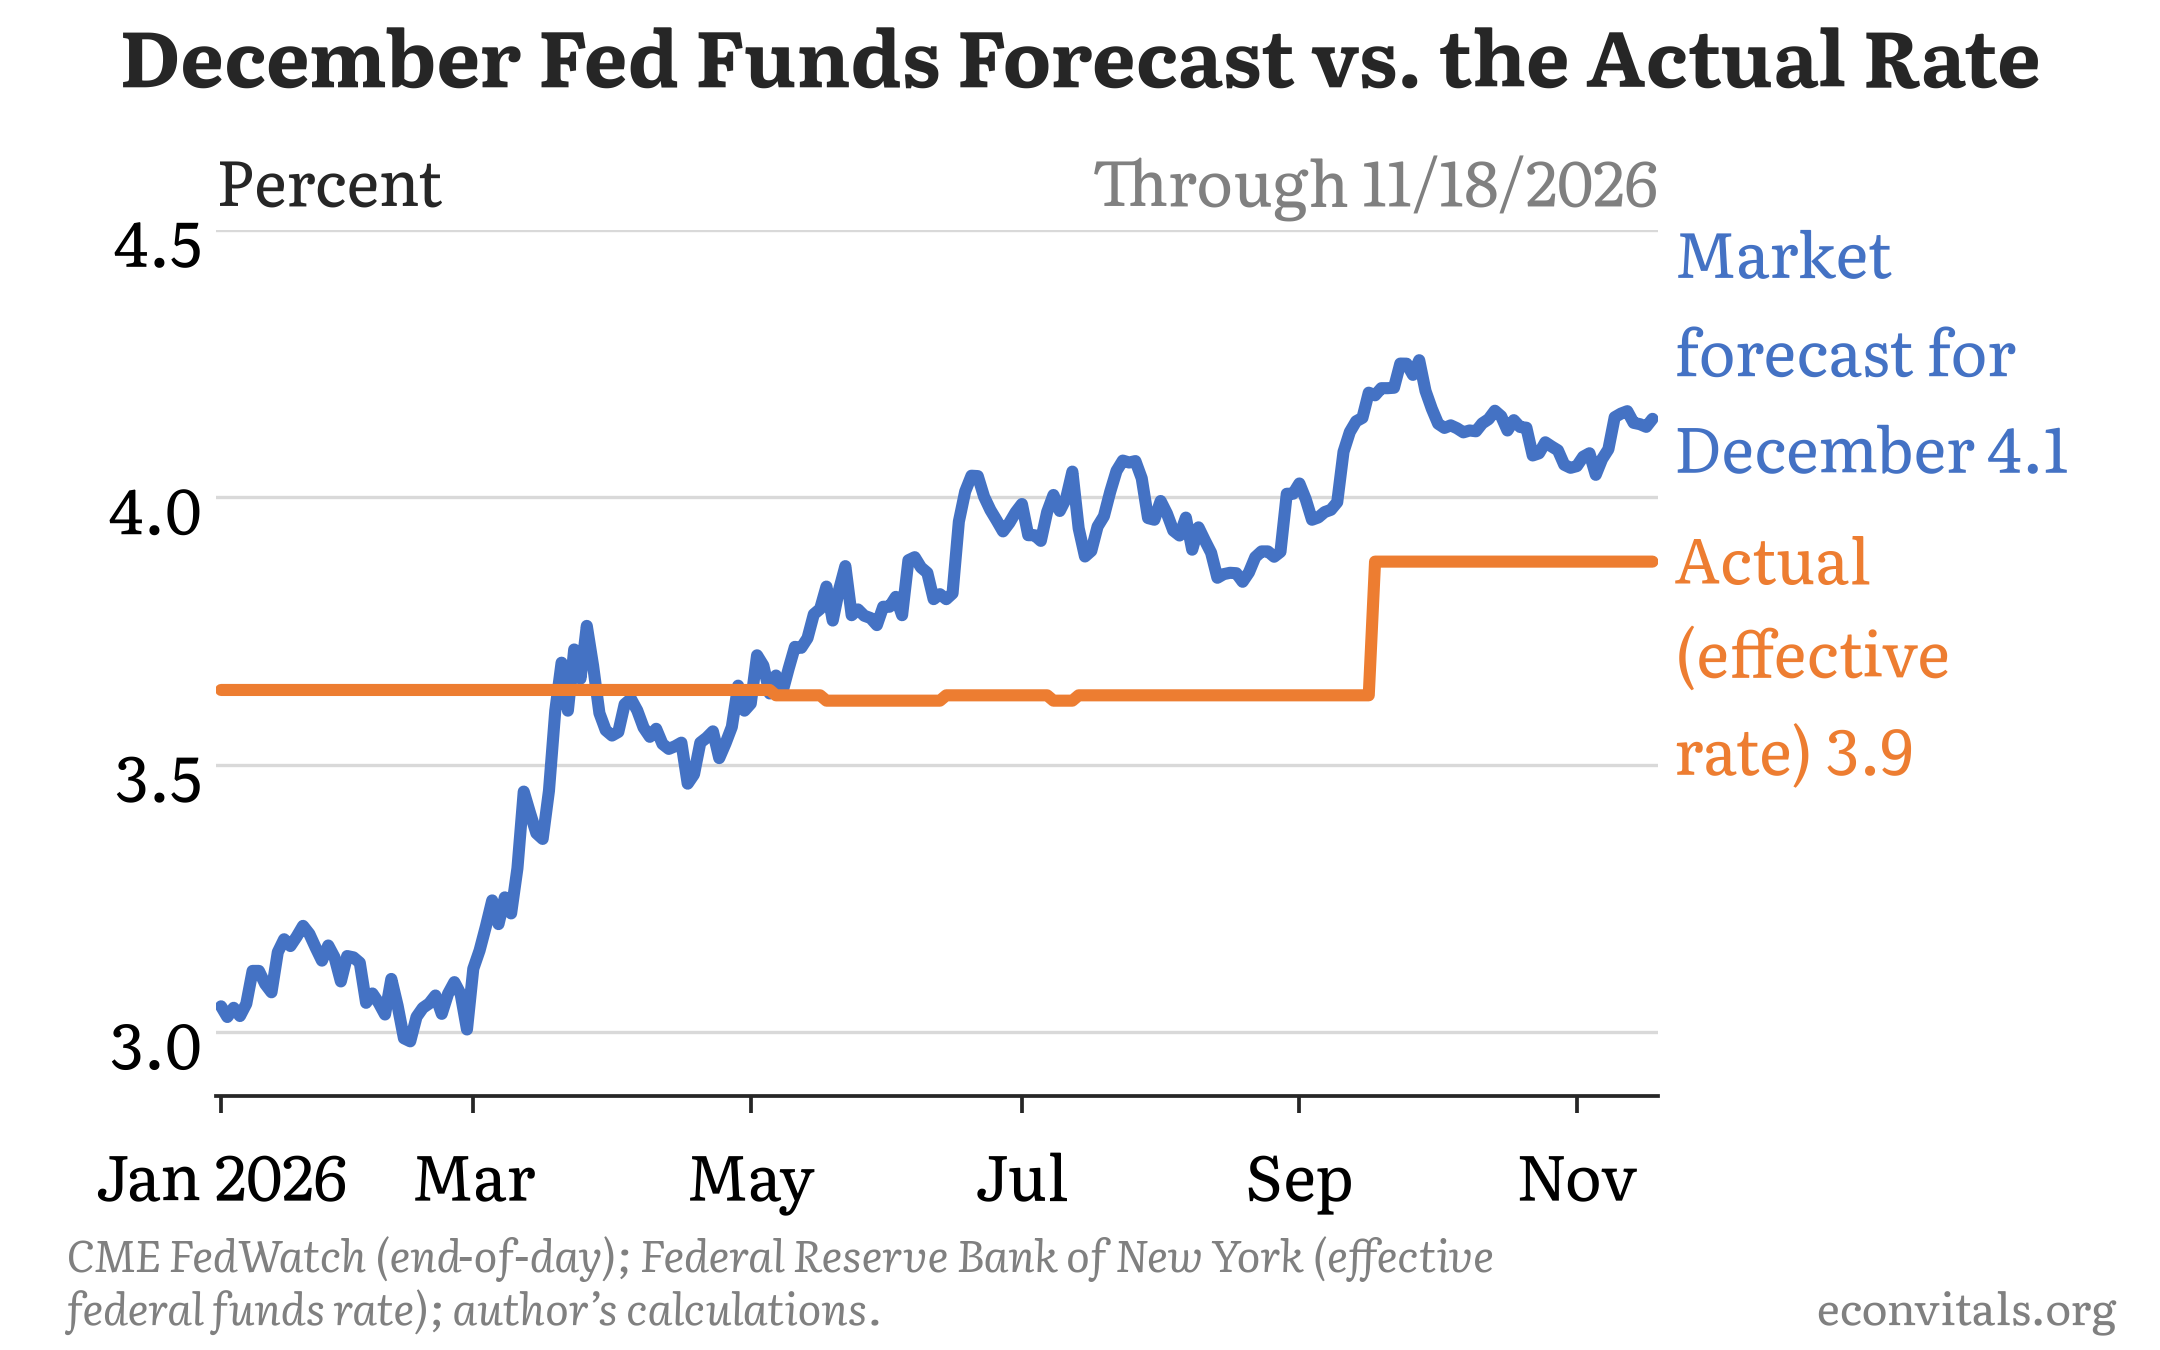 December Fed Funds Forecast vs. the Actual Rate
Percent
Through 11/18/2026
4.5
4.0
3.5
3.0
Market
forecast for
December 4.1
Actual
(effective
rate) 3.9
Jan 2026
Mar
May
Jul
Sep
Nov
CME FedWatch (end-of-day); Federal Reserve Bank of New York (effective
federal funds rate); author’s calculations.
econvitals.org